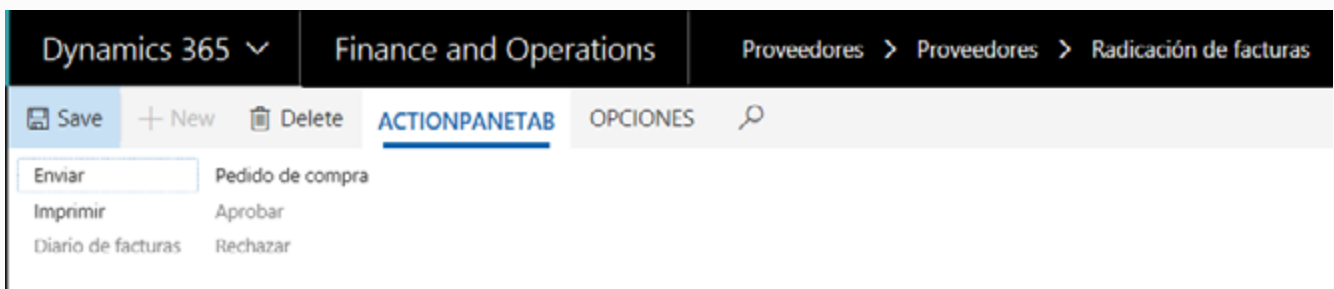 Dynamics 365 Finance and Operations Proveedores > Proveedores > Radicación de facturas
Save + New Delete ACTIONPANETAB OPCIONES
Enviar Pedido de compra
Imprimir Aprobar
Diario de facturas Rechazar